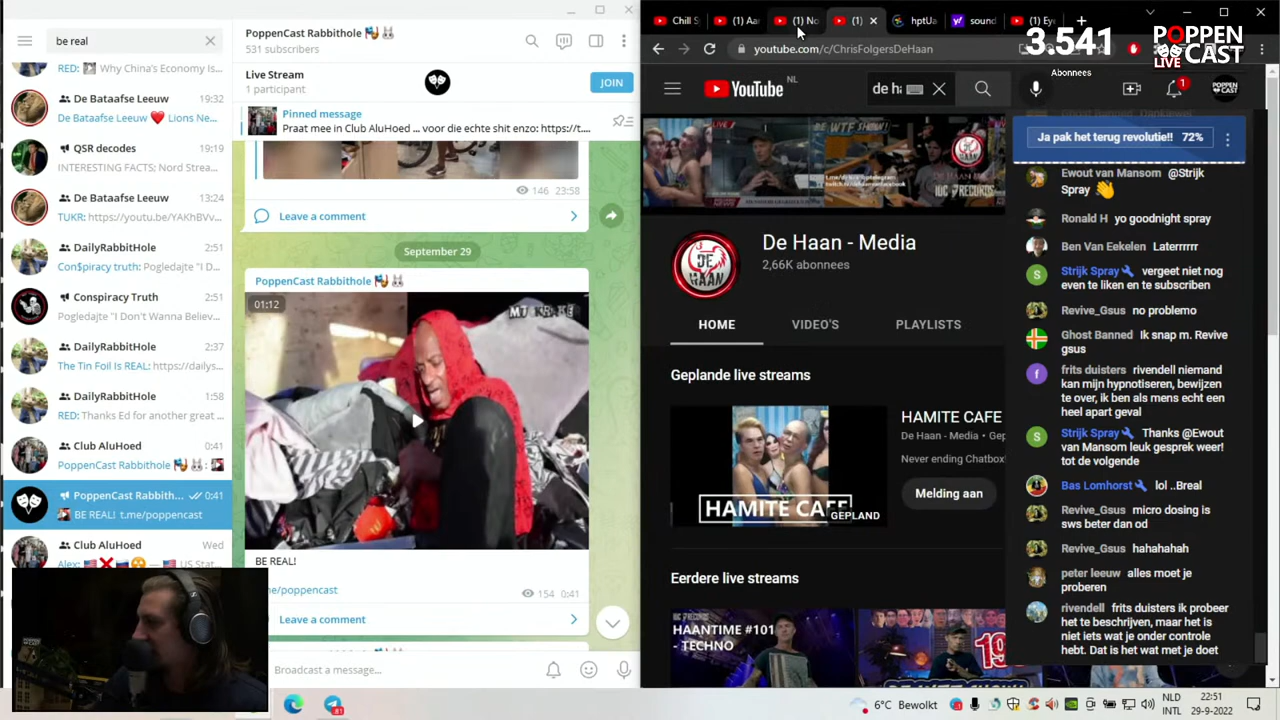 be real
RED: Why China's Economy Is...
De Bataafse Leeuw 19:32
De Bataafse Leeuw ❤️ Lions Ne...
QSR decodes 19:19
INTERESTING FACTS; Nord Strea...
De Bataafse Leeuw 13:24
TUKR: https://youtu.be/YAKhBVv...
DailyRabbitHole 2:51
Con$piracy truth: Pogledajte "I D...
Conspiracy Truth 2:51
Pogledajte "I Don't Wanna Believ...
DailyRabbitHole 2:37
The Tin Foil Is REAL: https://dailys...
DailyRabbitHole 1:58
RED: Thanks Ed for another great ...
Club AluHoed 0:41
PoppenCast Rabbithole :
PoppenCast Rabbith... 0:41
BE REAL! t.me/poppencast
Club AluHoed Wed
Alex: US Stat...
PoppenCast Rabbithole
531 subscribers
Live Stream
1 participant
JOIN
Pinned message
Praat mee in Club AluHoed ... voor die echte shit enzo: https://t....
146 23:58
Leave a comment
September 29
PoppenCast Rabbithole
01:12
BE REAL!
e/poppencast
154 0:41
Leave a comment
Broadcast a message...
Chill S
(1) Aa
(1) No
(1)
hptUa
sound
(1) Ey
youtube.com/c/ChrisFolgersDeHaan
3.541
Abonnees
POPPEN
LIVE CAST
YouTube NL
de h
1
BE WTF SHOW!
IOC RECORDS
DE HAAN
De Haan - Media
2,66K abonnees
HOME VIDEO'S PLAYLISTS
Geplande live streams
HAMITE CAFE
De Haan - Media • Gep
Never ending Chatbox!
Melding aan
HAMITE CAFE
GEPLAND
Eerdere live streams
HAANTIME #101
- TECHNO
Ja pak het terug revolutie!! 72%
Ewout van Mansom @Strijk
Spray 👋
Ronald H yo goodnight spray
Ben Van Eekelen Laterrrrr
Strijk Spray vergeet niet nog
even te liken en te subscriben
Revive_Gsus no problemo
Ghost Banned Ik snap m. Revive
gsus
frits duisters rivendell niemand
kan mijn hypnotiseren, bewijzen
te over, ik ben als mens echt een
heel apart geval
Strijk Spray Thanks @Ewout
van Mansom leuk gesprek weer!
tot de volgende
Bas Lomhorst lol ..Breal
Revive_Gsus micro dosing is
sws beter dan od
Revive_Gsus hahahahah
peter leeuw alles moet je
proberen
rivendell frits duisters ik probeer
het te beschrijven, maar het is
niet iets wat je onder controle
hebt. Dat is het wat met je doet
81
6°C Bewolkt
NLD
INTL
22:51
29-9-2022